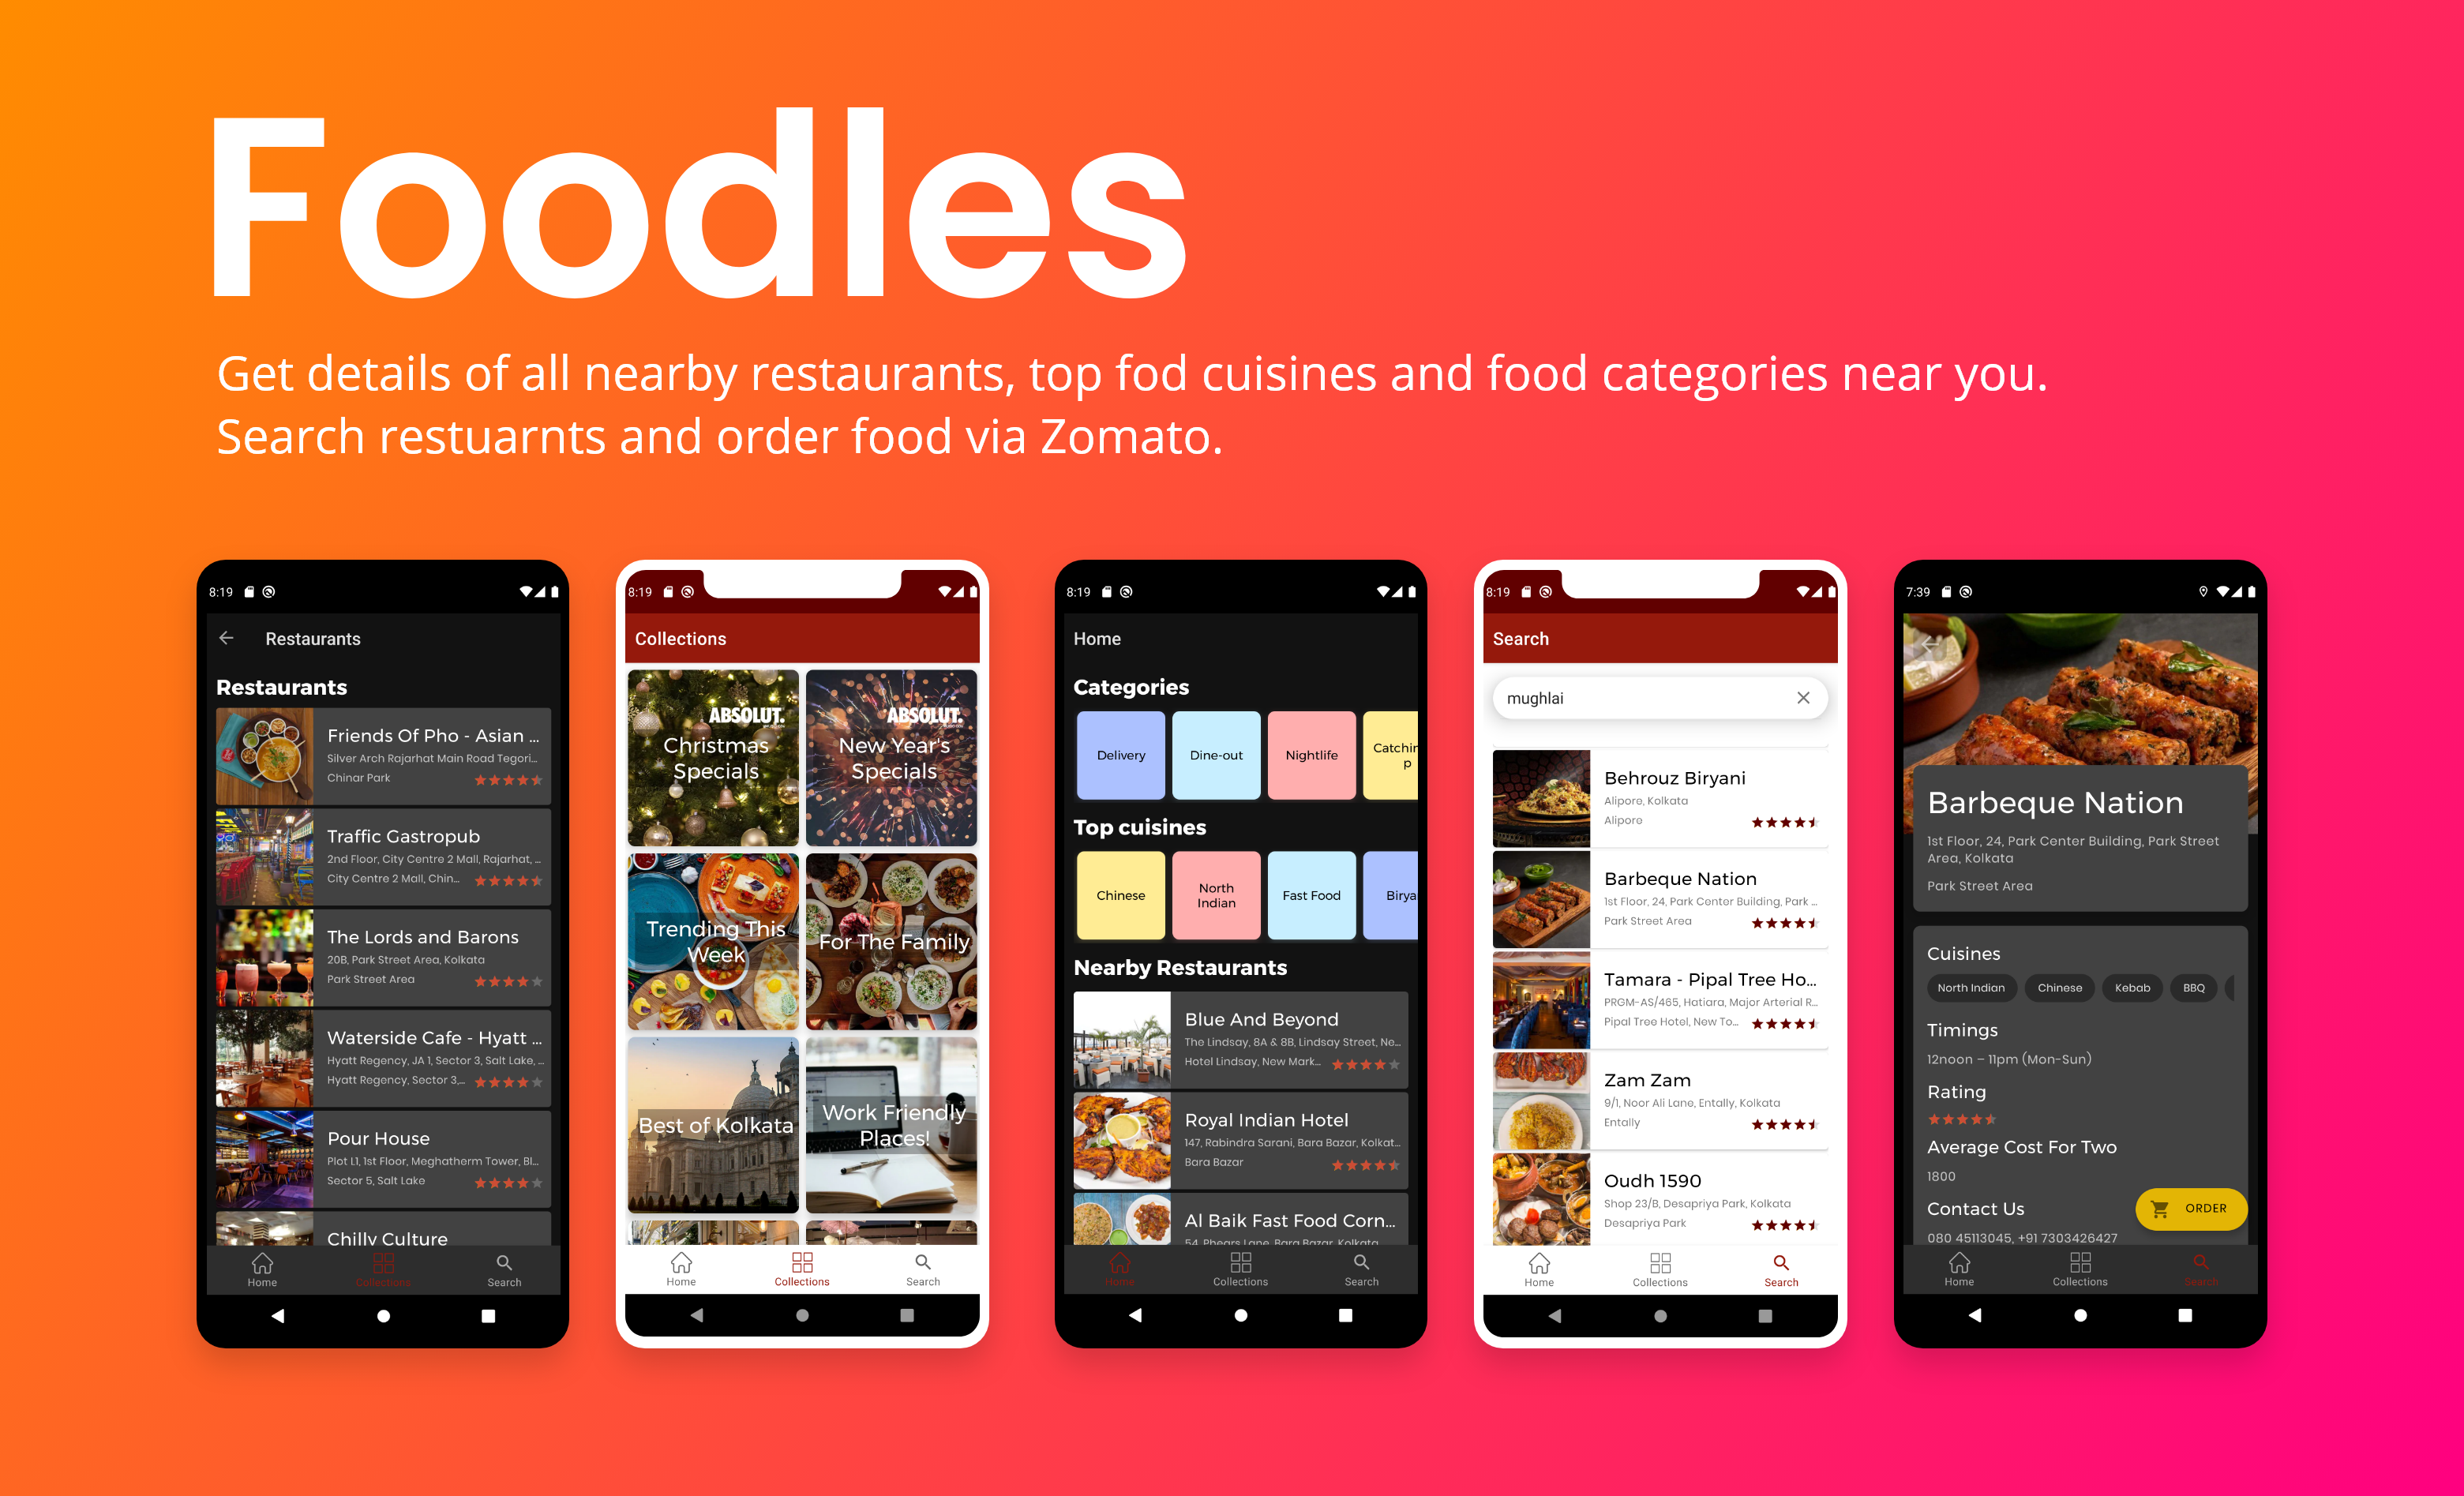 Foodles
Get details of all nearby restaurants, top fod cuisines and food categories near you.
Search restuarnts and order food via Zomato.
8:19
Restaurants
Restaurants
Friends Of Pho - Asian ...
Silver Arch Rajarhat Main Road Tegori...
Chinar Park
Traffic Gastropub
2nd Floor, City Centre 2 Mall, Rajarhat, ...
City Centre 2 Mall, Chin...
The Lords and Barons
20B, Park Street Area, Kolkata
Park Street Area
Waterside Cafe - Hyatt ...
Hyatt Regency, JA 1, Sector 3, Salt Lake, ...
Hyatt Regency, Sector 3,...
Pour House
Plot L1, 1st Floor, Meghatherm Tower, Bl...
Sector 5, Salt Lake
Chilly Culture
Home Collections Search
8:19
Collections
ABSOLUT.
Christmas
Specials
ABSOLUT.
New Year's
Specials
Trending This
Week
For The Family
Best of Kolkata
Work Friendly
Places!
Home Collections Search
8:19
Home
Categories
Delivery Dine-out Nightlife Catchin
p
Top cuisines
Chinese North
Indian Fast Food Birya
Nearby Restaurants
Blue And Beyond
The Lindsay, 8A & 8B, Lindsay Street, Ne...
Hotel Lindsay, New Mark...
Royal Indian Hotel
147, Rabindra Sarani, Bara Bazar, Kolkat...
Bara Bazar
Al Baik Fast Food Corn...
54, Phears Lane, Bara Bazar, Kolkata
Home Collections Search
8:19
Search
mughlai
Behrouz Biryani
Alipore, Kolkata
Alipore
Barbeque Nation
1st Floor, 24, Park Center Building, Park ...
Park Street Area
Tamara - Pipal Tree Ho...
PRGM-AS/465, Hatiara, Major Arterial R...
Pipal Tree Hotel, New To...
Zam Zam
9/1, Noor Ali Lane, Entally, Kolkata
Entally
Oudh 1590
Shop 23/B, Desapriya Park, Kolkata
Desapriya Park
Home Collections Search
7:39
Barbeque Nation
1st Floor, 24, Park Center Building, Park Street
Area, Kolkata
Park Street Area
Cuisines
North Indian Chinese Kebab BBQ
Timings
12noon – 11pm (Mon-Sun)
Rating
Average Cost For Two
1800
Contact Us
ORDER
080 45113045, +91 7303426427
Home Collections Search